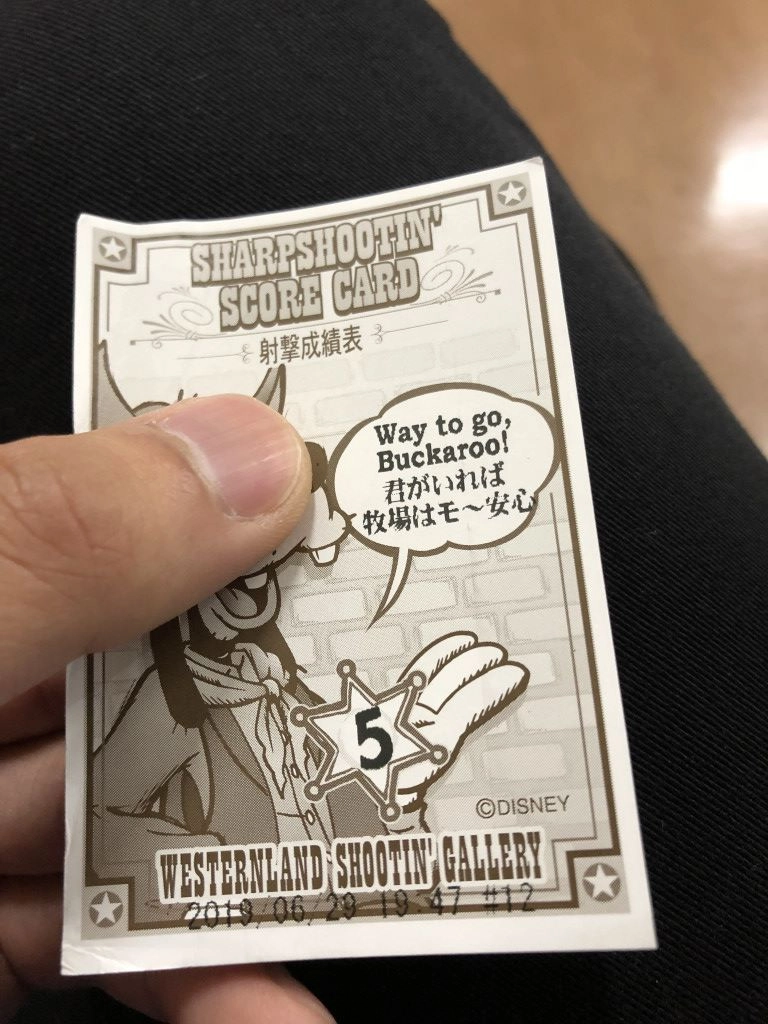 SHARPSHOOTIN'
SCORE CARD
射撃成績表
Way to go,
Buckaroo!
君がいれば
牧場はモ〜安心
5
©DISNEY
WESTERNLAND SHOOTIN' GALLERY
2019/06/29 19:47 #12